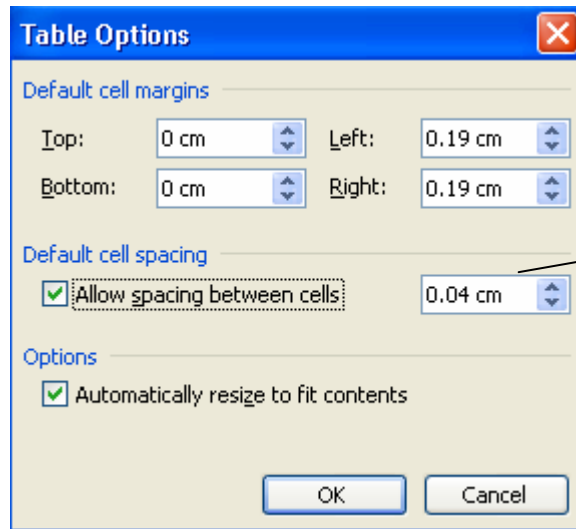 Table Options
Default cell margins
Top: 0 cm Left: 0.19 cm
Bottom: 0 cm Right: 0.19 cm
Default cell spacing
Allow spacing between cells 0.04 cm
Options
Automatically resize to fit contents
OK Cancel